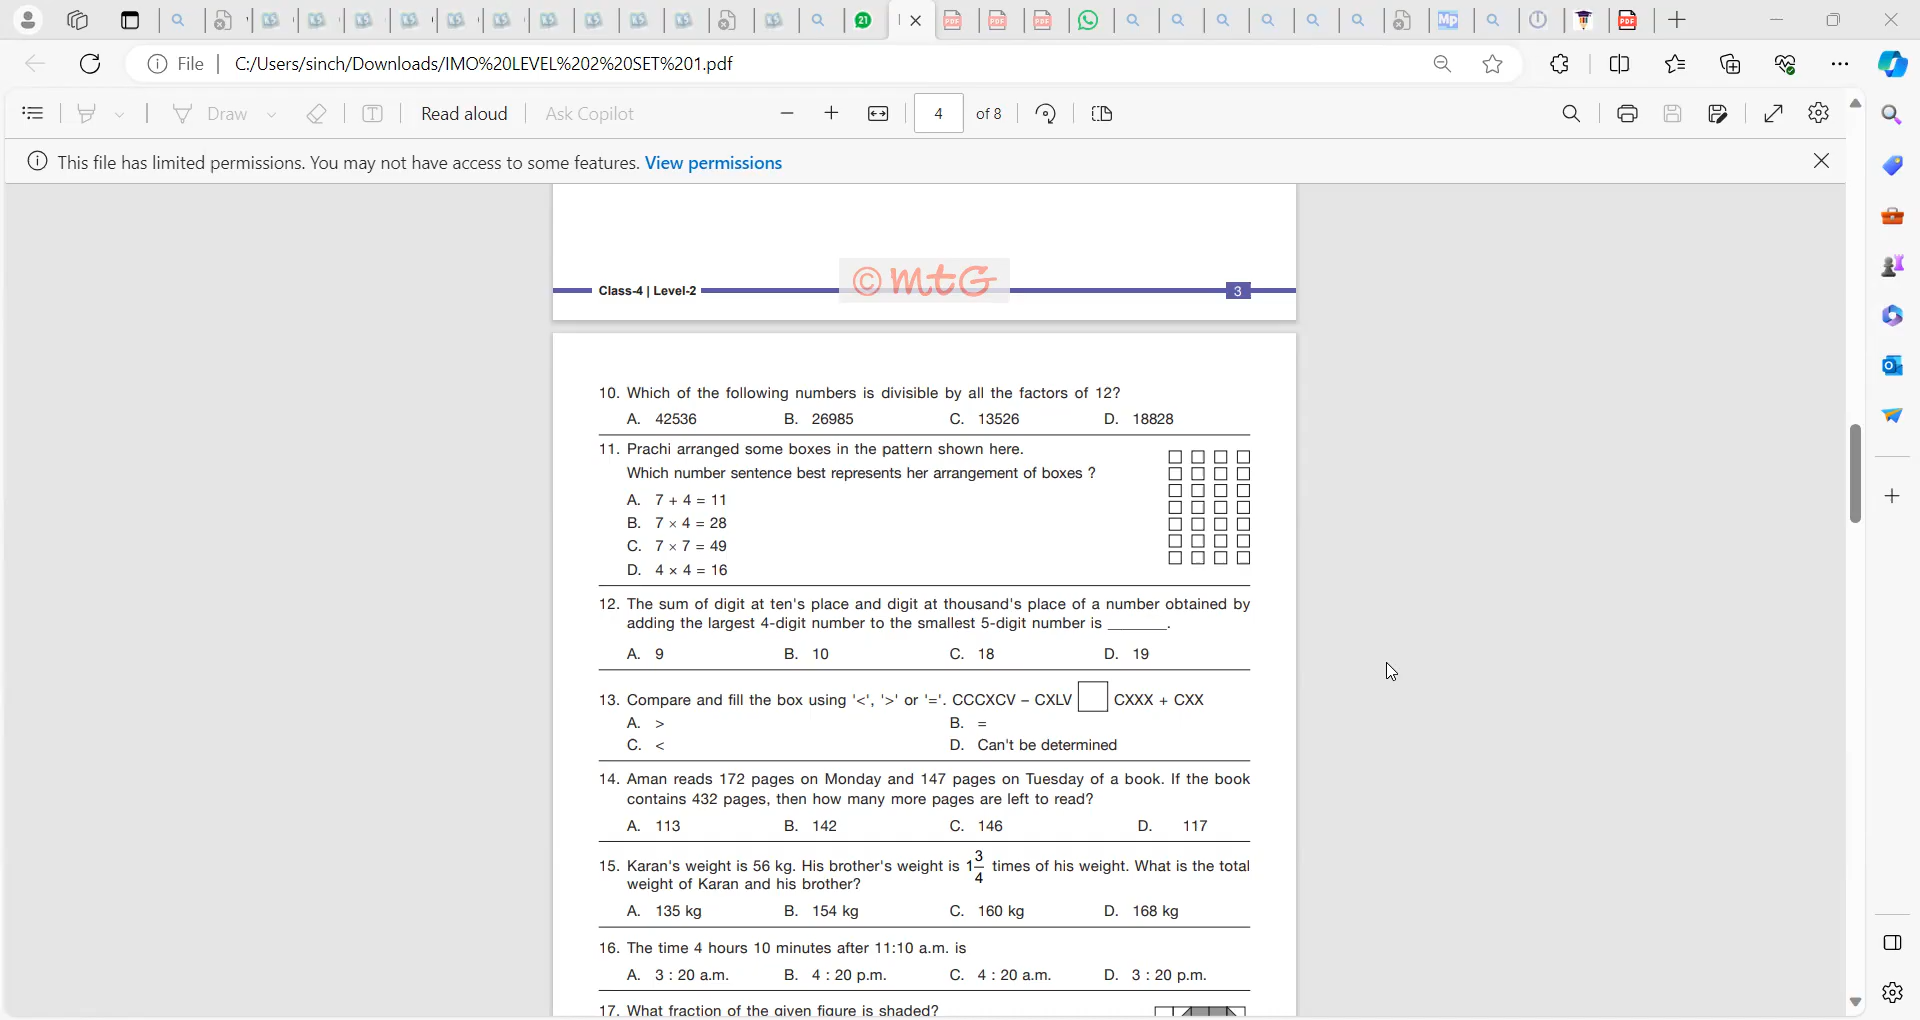 21
Mp
File
C:/Users/sinch/Downloads/IMO%20LEVEL%202%20SET%201.pdf
Draw
Read aloud
Ask Copilot
4
of 8
This file has limited permissions. You may not have access to some features. View permissions
Class-4 | Level-2
© mtG
3
10. Which of the following numbers is divisible by all the factors of 12?
A. 42536 B. 26985 C. 13526 D. 18828
11. Prachi arranged some boxes in the pattern shown here.
Which number sentence best represents her arrangement of boxes ?
A. 7 + 4 = 11
B. 7 × 4 = 28
C. 7 × 7 = 49
D. 4 × 4 = 16
12. The sum of digit at ten's place and digit at thousand's place of a number obtained by
adding the largest 4-digit number to the smallest 5-digit number is _______.
A. 9 B. 10 C. 18 D. 19
13. Compare and fill the box using '<', '>' or '='. CCCXCV – CXLV □ CXXX + CXX
A. > B. =
C. < D. Can't be determined
14. Aman reads 172 pages on Monday and 147 pages on Tuesday of a book. If the book
contains 432 pages, then how many more pages are left to read?
A. 113 B. 142 C. 146 D. 117
15. Karan's weight is 56 kg. His brother's weight is 1 3/4 times of his weight. What is the total
weight of Karan and his brother?
A. 135 kg B. 154 kg C. 160 kg D. 168 kg
16. The time 4 hours 10 minutes after 11:10 a.m. is
A. 3 : 20 a.m. B. 4 : 20 p.m. C. 4 : 20 a.m. D. 3 : 20 p.m.
17. What fraction of the given figure is shaded?